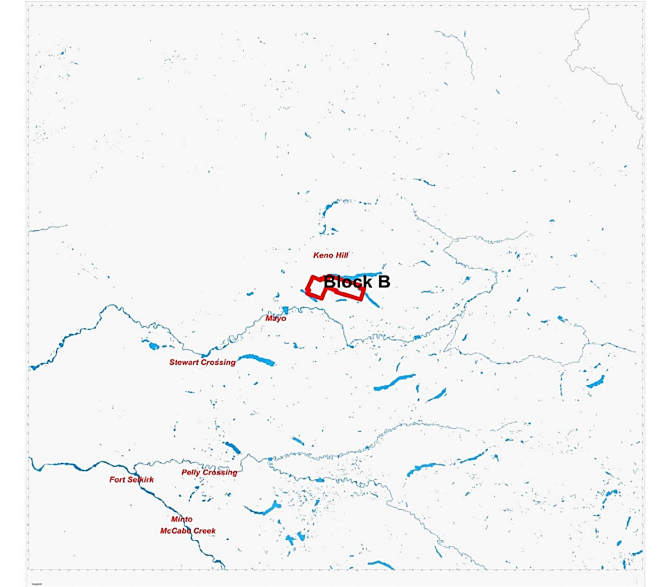 Keno Hill
Block B
Mayo
Stewart Crossing
Pelly Crossing
Fort Selkirk
Minto
McCabe Creek